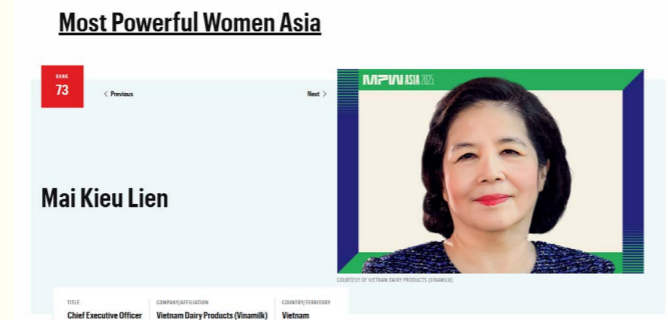 Most Powerful Women Asia
RANK
73
< Previous
Next >
MPW ASIA 2025
Mai Kieu Lien
COURTESY OF VIETNAM DAIRY PRODUCTS (VINAMILK)
TITLE
COMPANY/AFFILIATION
COUNTRY/TERRITORY
Chief Executive Officer
Vietnam Dairy Products (Vinamilk)
Vietnam